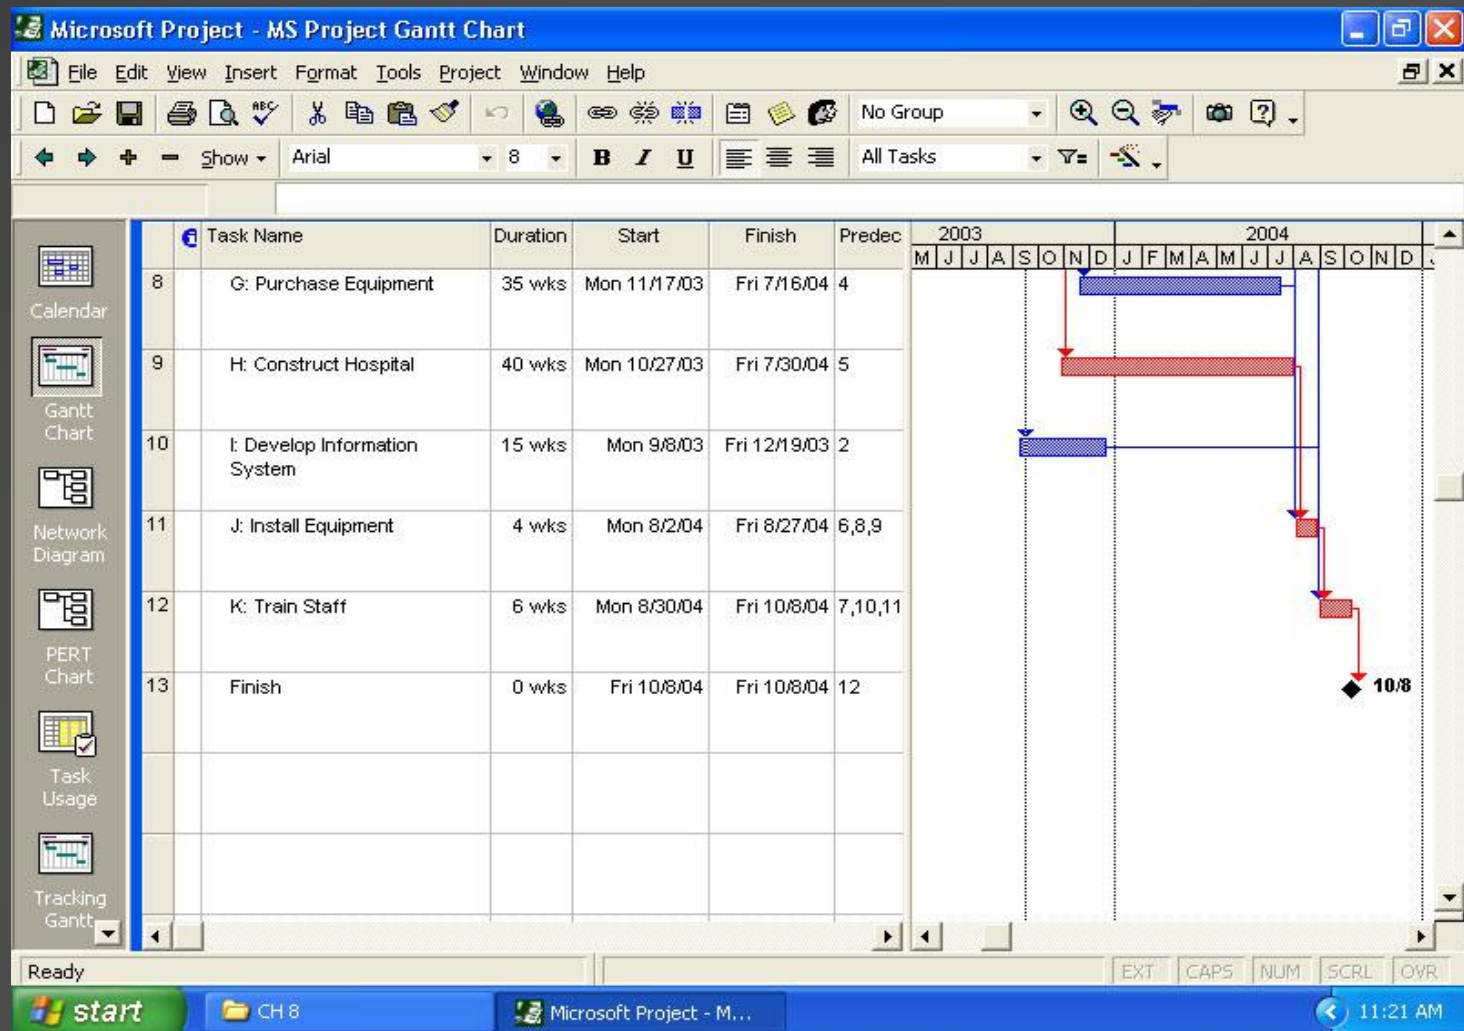 Microsoft Project - MS Project Gantt Chart
File Edit View Insert Format Tools Project Window Help
ABC No Group
Show Arial 8 B I U All Tasks
Task Name Duration Start Finish Predec 2003 2004
M J J A S O N D J F M A M J J A S O N D
8 G: Purchase Equipment 35 wks Mon 11/17/03 Fri 7/16/04 4
Calendar
9 H: Construct Hospital 40 wks Mon 10/27/03 Fri 7/30/04 5
Gantt
Chart
10 I: Develop Information 15 wks Mon 9/8/03 Fri 12/19/03 2
System
11 J: Install Equipment 4 wks Mon 8/2/04 Fri 8/27/04 6,8,9
Network
Diagram
12 K: Train Staff 6 wks Mon 8/30/04 Fri 10/8/04 7,10,11
PERT
Chart
13 Finish 0 wks Fri 10/8/04 Fri 10/8/04 12 10/8
Task
Usage
Tracking
Gantt
Ready EXT CAPS NUM SCRL OVR
start CH 8 Microsoft Project - M... 11:21 AM